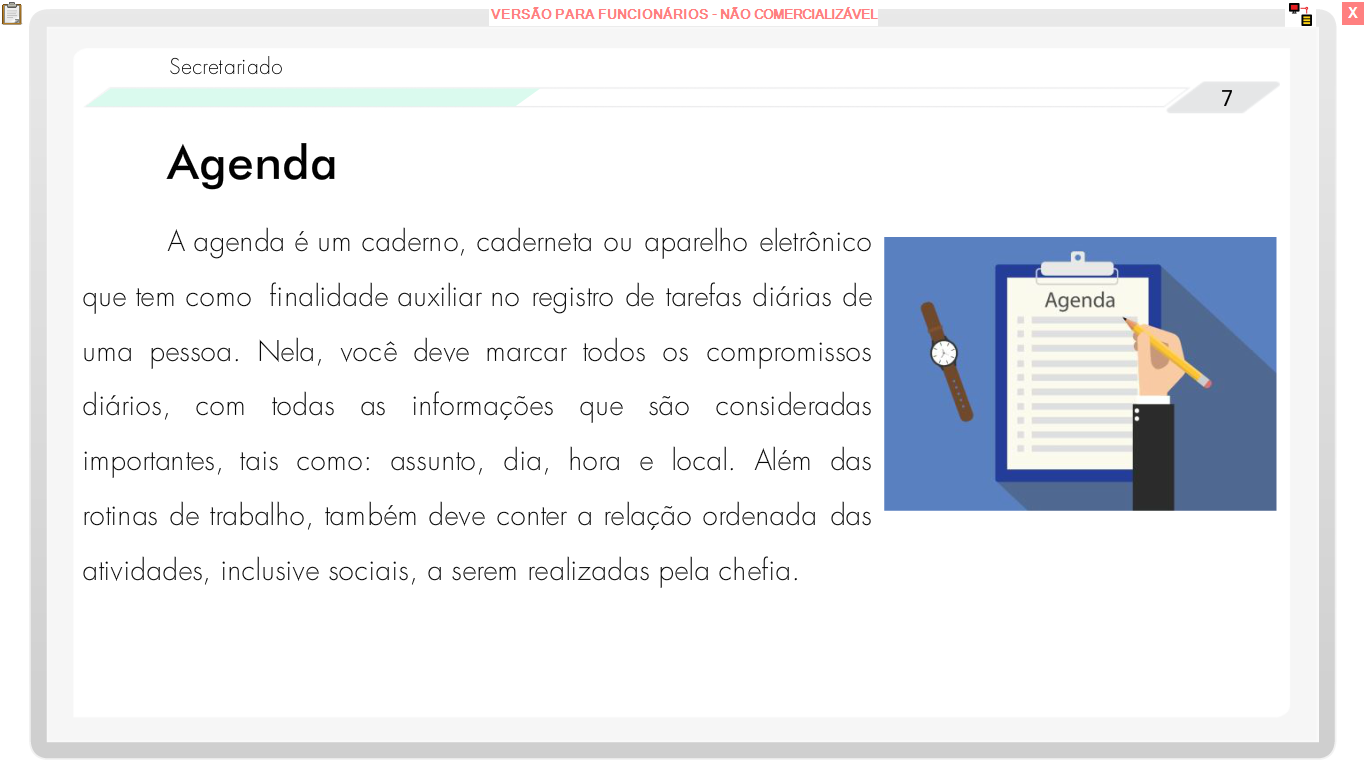 VERSÃO PARA FUNCIONÁRIOS - NÃO COMERCIALIZÁVEL
X
Secretariado
7
Agenda
A agenda é um caderno, caderneta ou aparelho eletrônico
que tem como finalidade auxiliar no registro de tarefas diárias de
uma pessoa. Nela, você deve marcar todos os compromissos
diários, com todas as informações que são consideradas
importantes, tais como: assunto, dia, hora e local. Além das
rotinas de trabalho, também deve conter a relação ordenada das
atividades, inclusive sociais, a serem realizadas pela chefia.
Agenda